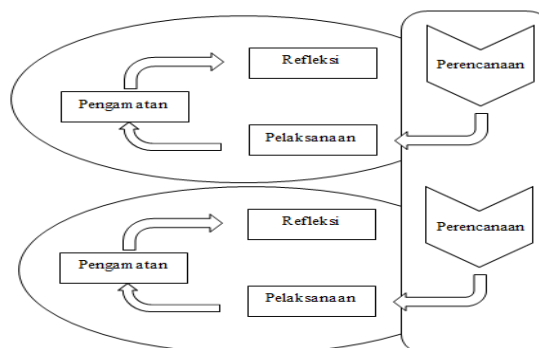 Refleksi
Perencanaan
Pengamatan
Pelaksanaan
Refleksi
Perencanaan
Pengamatan
Pelaksanaan